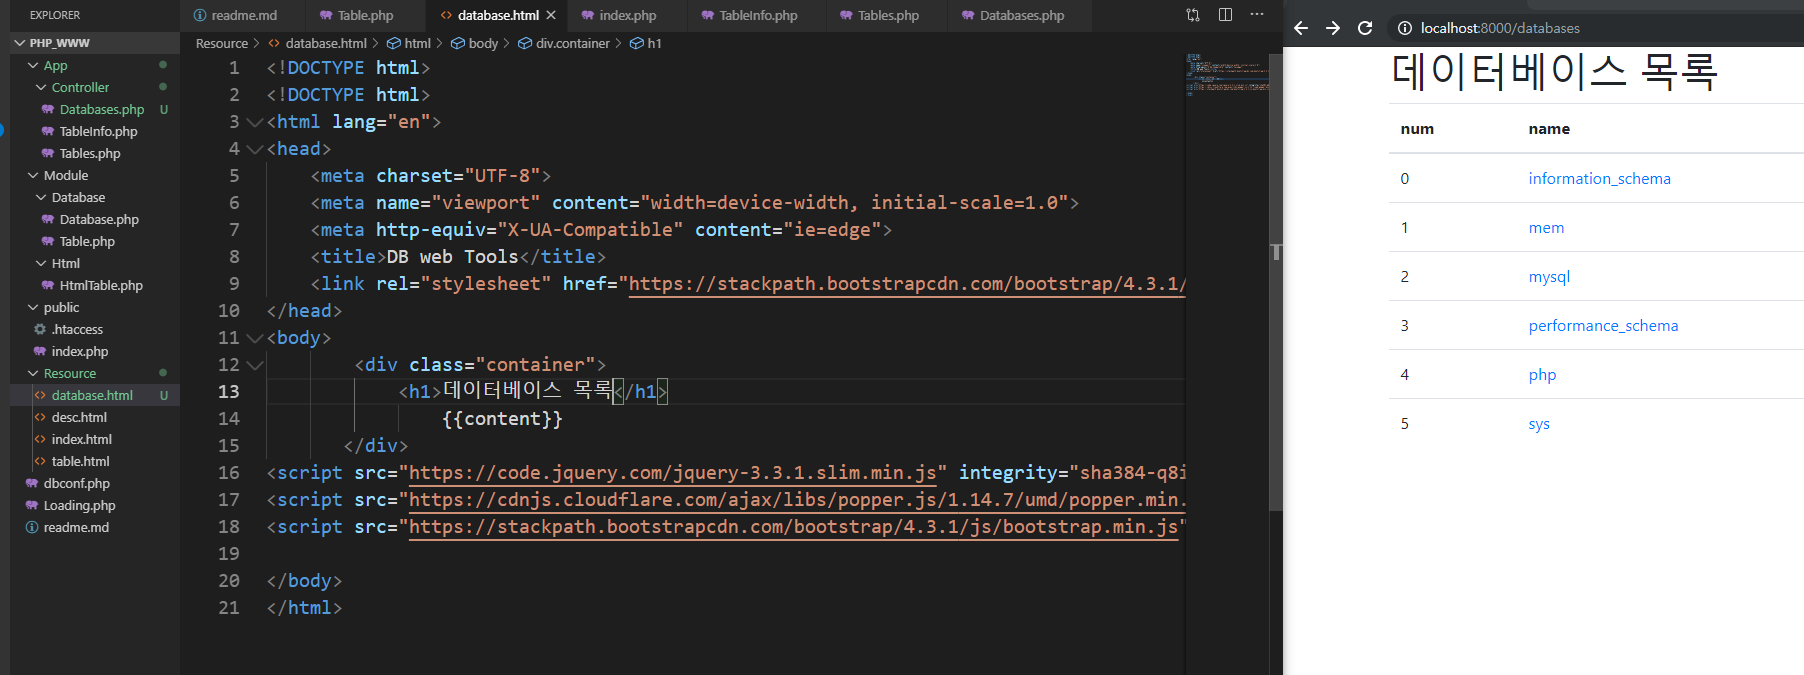 EXPLORER
PHP_WWW
App
Controller
Databases.php U
TableInfo.php
Tables.php
Module
Database
Database.php
Table.php
Html
HtmlTable.php
public
.htaccess
index.php
Resource
database.html U
desc.html
index.html
table.html
dbconf.php
Loading.php
readme.md
readme.md Table.php database.html index.php TableInfo.php Tables.php Databases.php
Resource > database.html > html > body > div.container > h1
1 <!DOCTYPE html>
2 <!DOCTYPE html>
3 <html lang="en">
4 <head>
5 <meta charset="UTF-8">
6 <meta name="viewport" content="width=device-width, initial-scale=1.0">
7 <meta http-equiv="X-UA-Compatible" content="ie=edge">
8 <title>DB web Tools</title>
9 <link rel="stylesheet" href="https://stackpath.bootstrapcdn.com/bootstrap/4.3.1/
10 </head>
11 <body>
12 <div class="container">
13 <h1>데이터베이스 목록</h1>
14 {{content}}
15 </div>
16 <script src="https://code.jquery.com/jquery-3.3.1.slim.min.js" integrity="sha384-q8i
17 <script src="https://cdnjs.cloudflare.com/ajax/libs/popper.js/1.14.7/umd/popper.min.
18 <script src="https://stackpath.bootstrapcdn.com/bootstrap/4.3.1/js/bootstrap.min.js"
19
20 </body>
21 </html>
localhost:8000/databases
데이터베이스 목록
num name
0 information_schema
1 mem
2 mysql
3 performance_schema
4 php
5 sys